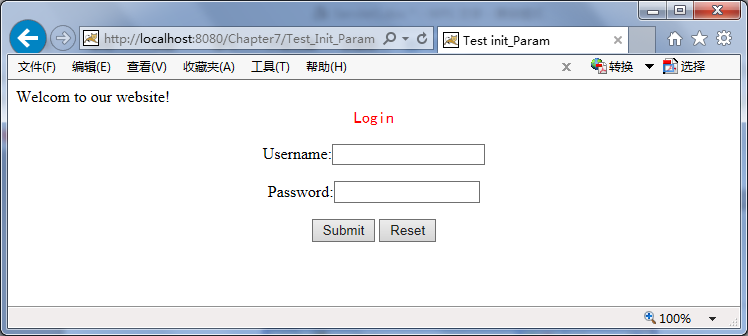 http://localhost:8080/Chapter7/Test_Init_Param
Test init_Param
文件(F) 编辑(E) 查看(V) 收藏夹(A) 工具(T) 帮助(H) 转换 选择
Welcom to our website!
Login
Username:
Password:
Submit Reset
100%